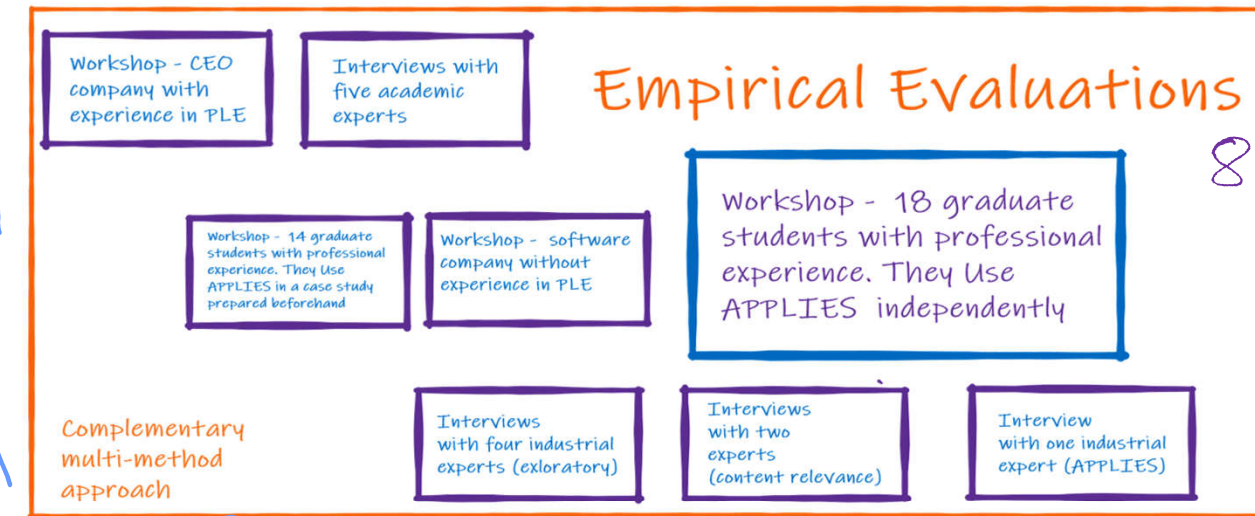 Workshop - CEO
company with
experience in PLE
Interviews with
five academic
experts
Empirical Evaluations
8
Workshop - 14 graduate
students with professional
experience. They Use
APPLIES in a case study
prepared beforehand
Workshop - software
company without
experience in PLE
Workshop - 18 graduate
students with professional
experience. They Use
APPLIES independently
Complementary
multi-method
approach
Interviews
with four industrial
experts (exloratory)
Interviews
with two
experts
(content relevance)
Interview
with one industrial
expert (APPLIES)